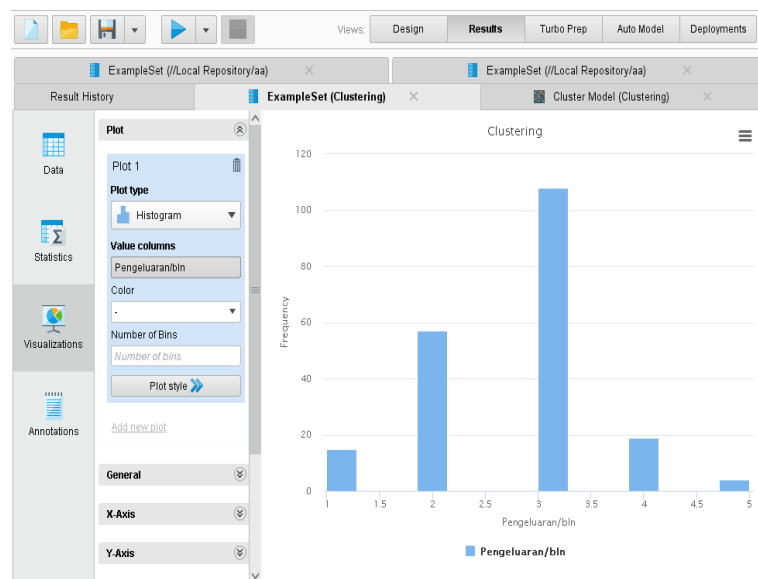 Views:
Design
Results
Turbo Prep
Auto Model
Deployments
ExampleSet (//Local Repository/aa)
ExampleSet (//Local Repository/aa)
Result History
ExampleSet (Clustering)
Cluster Model (Clustering)
Data
Statistics
Visualizations
Annotations
Plot
Plot 1
Plot type
Histogram
Value columns
Pengeluaran/bln
Color
-
Number of Bins
Number of bins
Plot style
Add new plot
General
X-Axis
Y-Axis
Clustering
Frequency
120
100
80
60
40
20
0
1 1.5 2 2.5 3 3.5 4 4.5 5
Pengeluaran/bln
Pengeluaran/bln